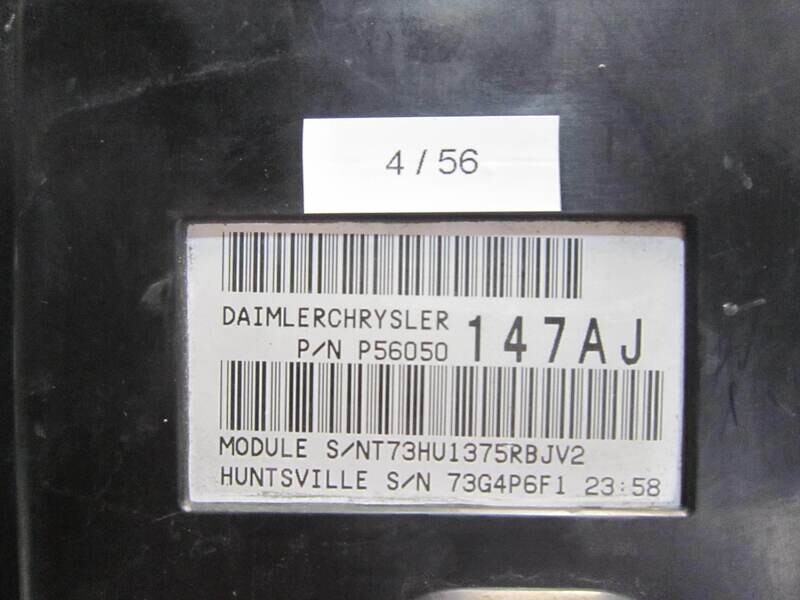 4 / 56
DAIMLERCHRYSLER
P/N P56050 147AJ
MODULE S/NT73HU1375RBJV2
HUNTSVILLE S/N 73G4P6F1 23:58